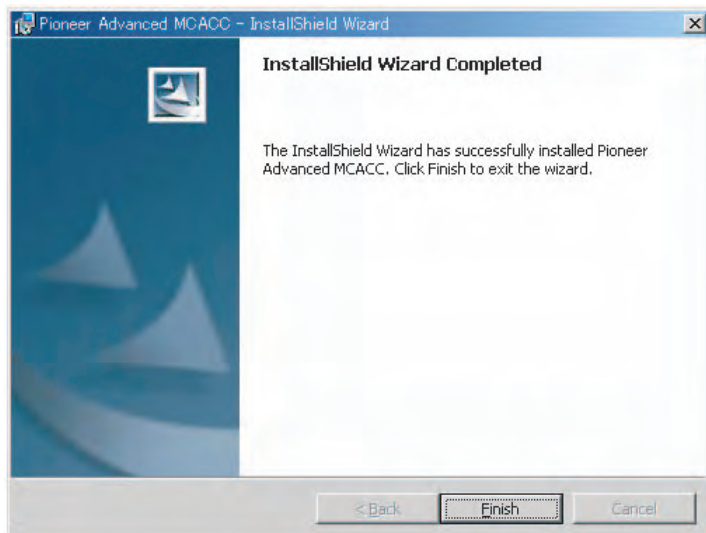 Pioneer Advanced MCACC - InstallShield Wizard
InstallShield Wizard Completed
The InstallShield Wizard has successfully installed Pioneer
Advanced MCACC. Click Finish to exit the wizard.
< Back
Finish
Cancel